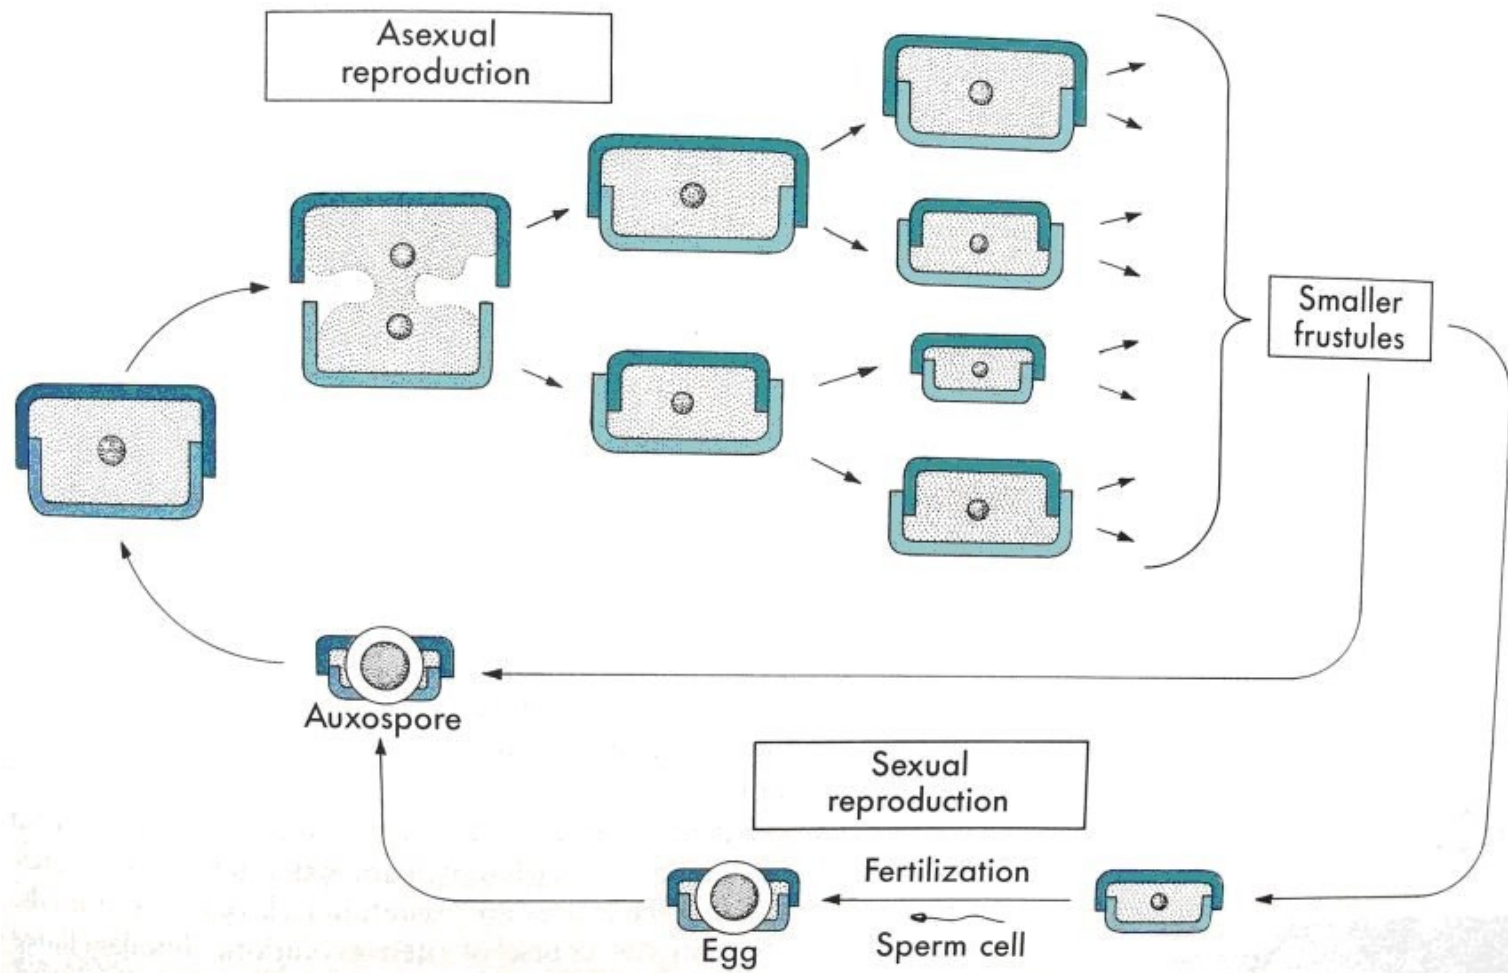 Asexual
reproduction
Smaller
frustules
Auxospore
Sexual
reproduction
Fertilization
Sperm cell
Egg